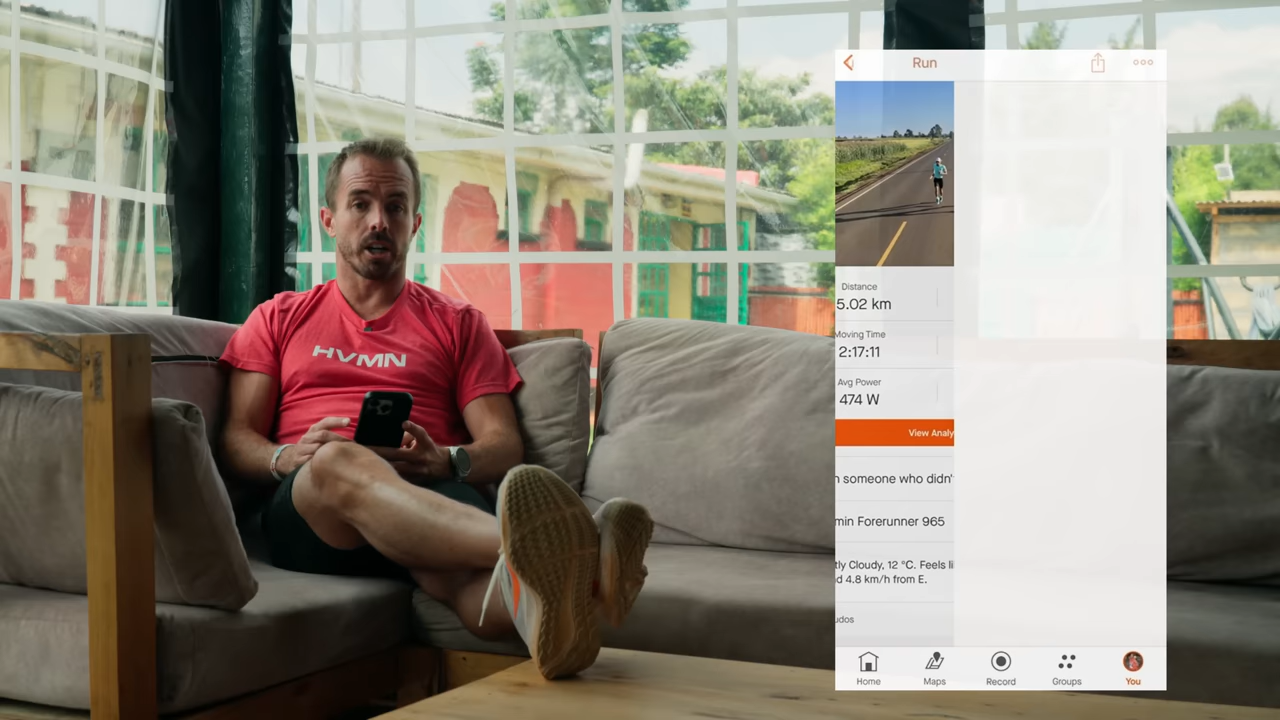 HVMN
Run
Distance
5.02 km
Moving Time
2:17:11
Avg Power
474 W
View Analy
someone who didn'
min Forerunner 965
tly Cloudy, 12 °C. Feels li
d 4.8 km/h from E.
udos
Home
Maps
Record
Groups
You